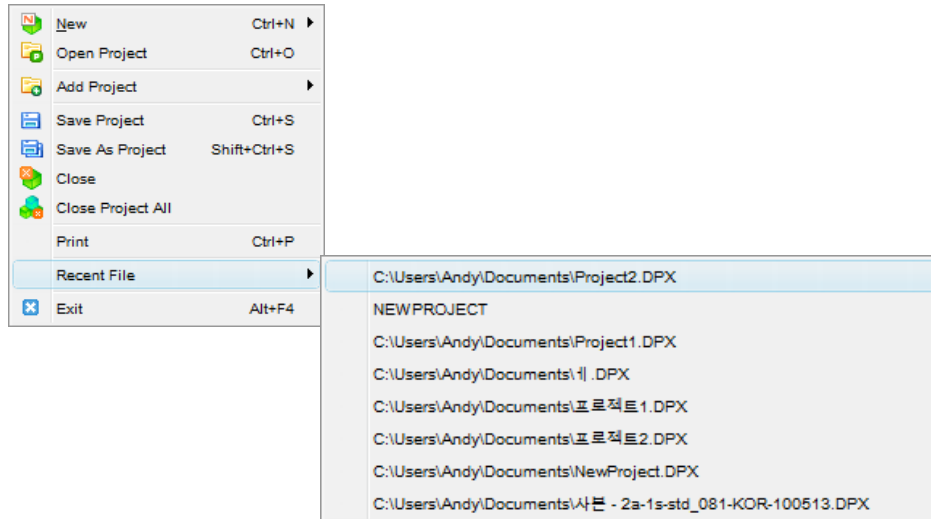 New Ctrl+N
Open Project Ctrl+O
Add Project
Save Project Ctrl+S
Save As Project Shift+Ctrl+S
Close
Close Project All
Print Ctrl+P
Recent File
Exit Alt+F4
C:\Users\Andy\Documents\Project2.DPX
NEWPROJECT
C:\Users\Andy\Documents\Project1.DPX
C:\Users\Andy\Documents\ㅔ.DPX
C:\Users\Andy\Documents\프로젝트1.DPX
C:\Users\Andy\Documents\프로젝트2.DPX
C:\Users\Andy\Documents\NewProject.DPX
C:\Users\Andy\Documents\사본 - 2a-1s-std_081-KOR-100513.DPX